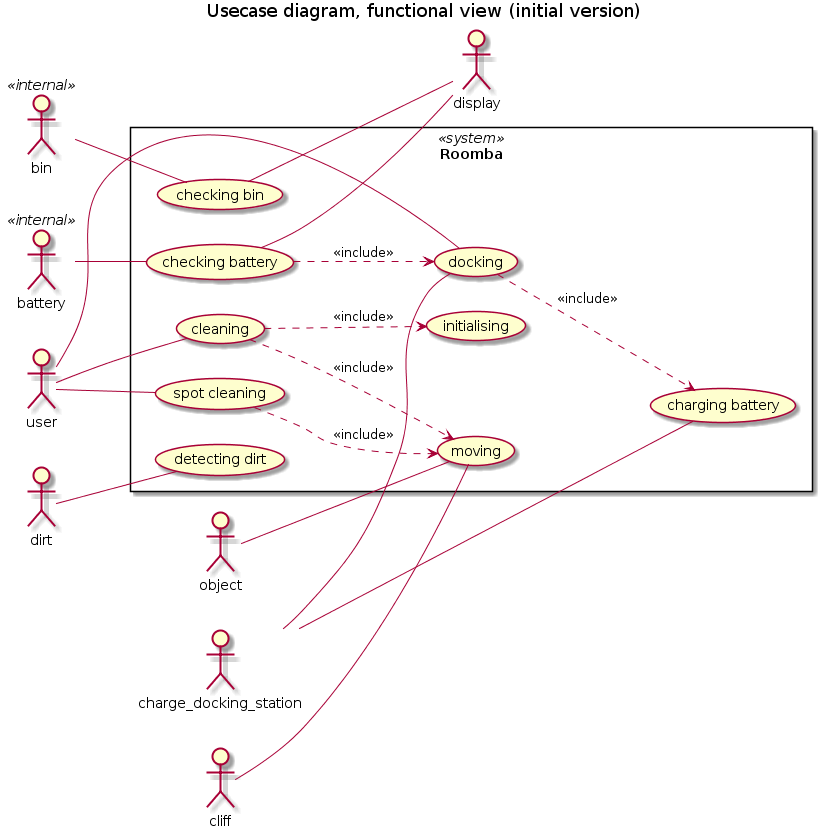 Usecase diagram, functional view (initial version)
display
«internal»
bin
«system»
Roomba
checking bin
«internal»
battery
checking battery
«include»
docking
«include»
cleaning
«include»
initialising
«include»
user
spot cleaning
charging battery
«include»
moving
detecting dirt
dirt
object
charge_docking_station
cliff